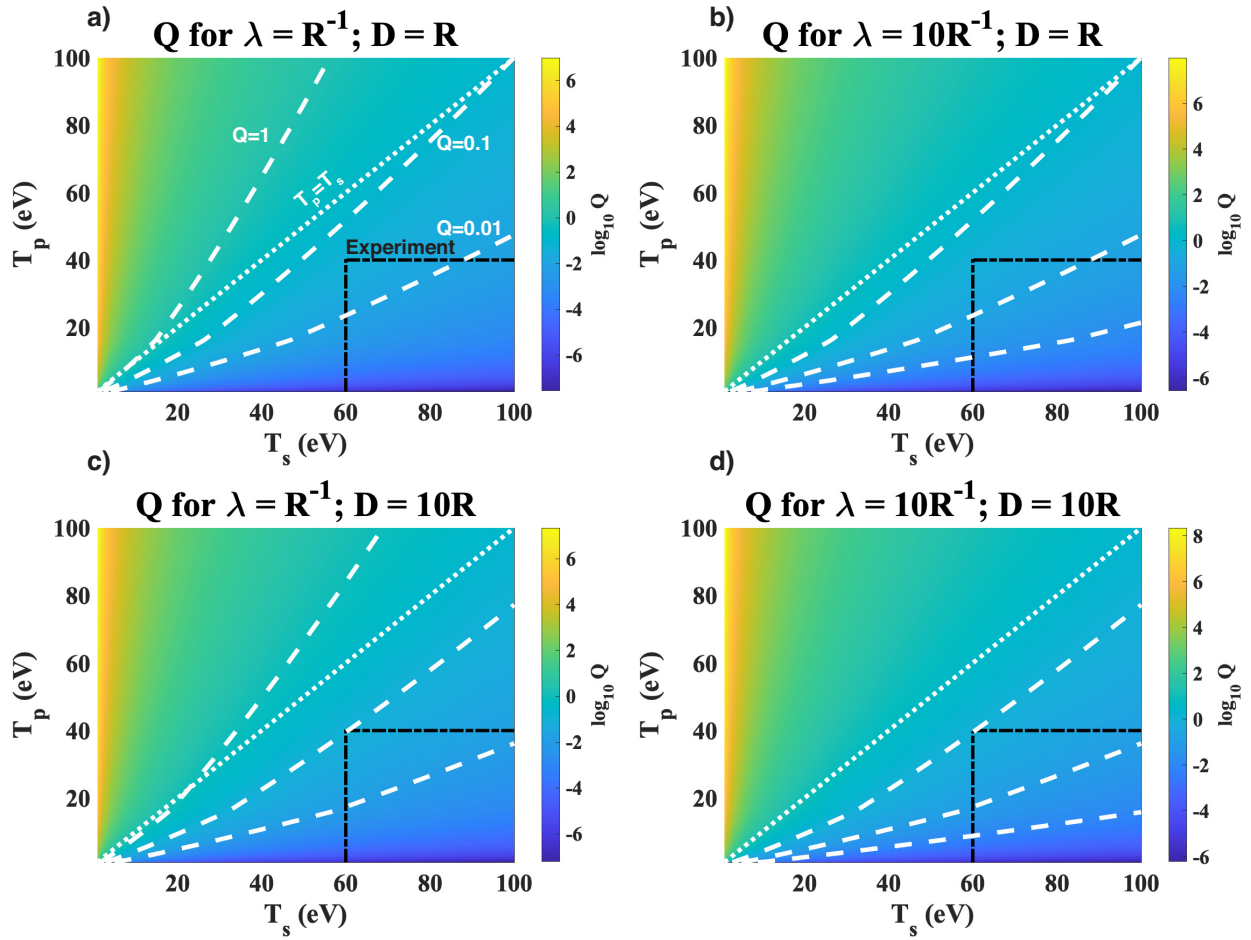 a)
Q for λ = R⁻¹; D = R
100
80
60
40
20
T_p (eV)
Q=1
T_p=T_s
Q=0.1
Q=0.01
Experiment
20 40 60 80 100
T_s (eV)
6
4
2
0
-2
-4
-6
log₁₀ Q
b)
Q for λ = 10R⁻¹; D = R
100
80
60
40
20
T_p (eV)
20 40 60 80 100
T_s (eV)
6
4
2
0
-2
-4
-6
log₁₀ Q
c)
Q for λ = R⁻¹; D = 10R
100
80
60
40
20
T_p (eV)
20 40 60 80 100
T_s (eV)
6
4
2
0
-2
-4
-6
log₁₀ Q
d)
Q for λ = 10R⁻¹; D = 10R
100
80
60
40
20
T_p (eV)
20 40 60 80 100
T_s (eV)
8
6
4
2
0
-2
-4
-6
log₁₀ Q